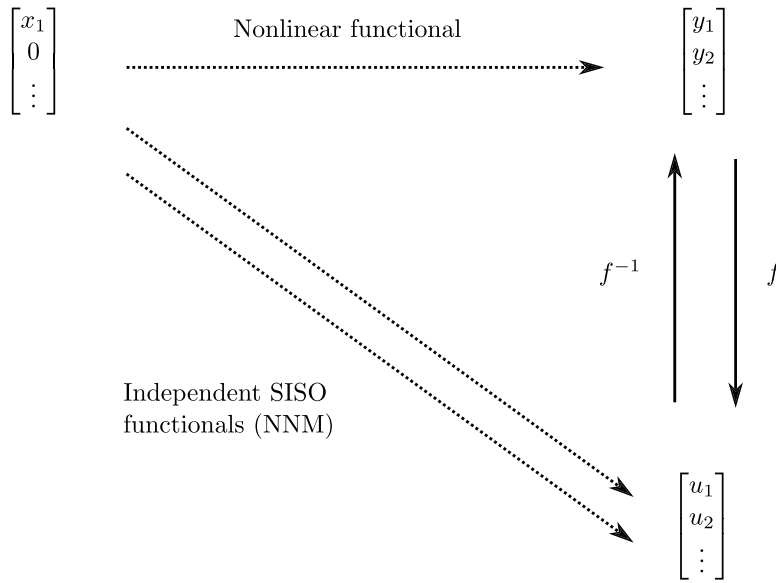 x₁
0
⋮
Nonlinear functional
y₁
y₂
⋮
f⁻¹
f
Independent SISO
functionals (NNM)
u₁
u₂
⋮